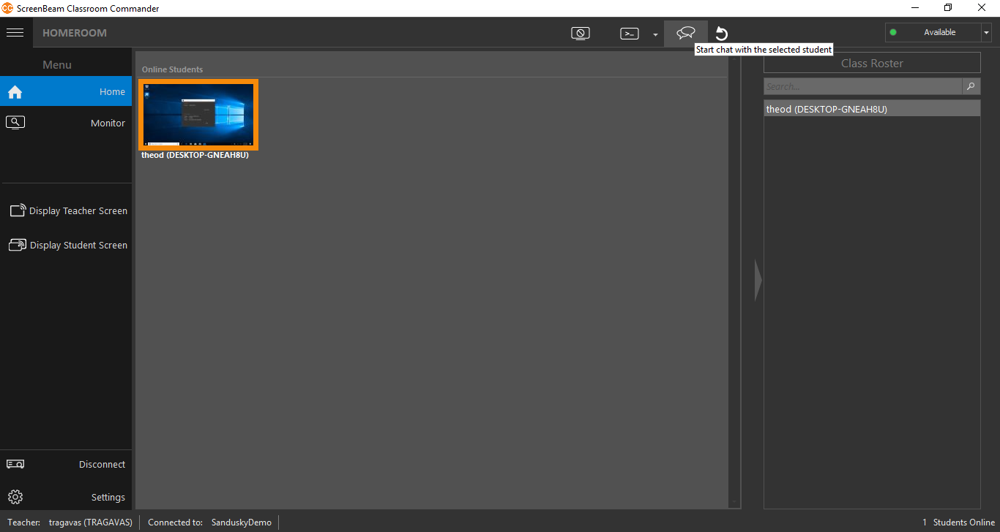 ScreenBeam Classroom Commander
HOMEROOM
Available
Start chat with the selected student
Menu
Home
Monitor
Display Teacher Screen
Display Student Screen
Disconnect
Settings
Online Students
theod (DESKTOP-GNEAH8U)
Class Roster
Search...
theod (DESKTOP-GNEAH8U)
Teacher: tragavas (TRAGAVAS) Connected to: SanduskyDemo 1 Students Online